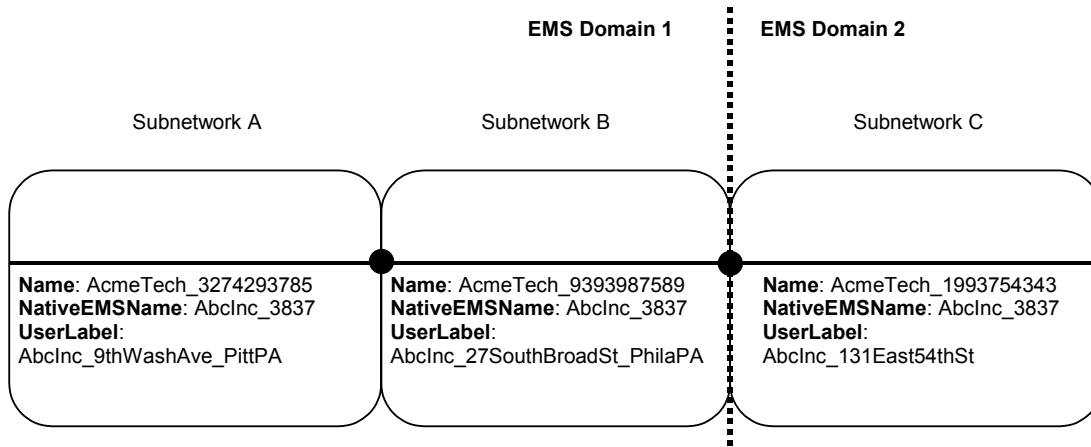 EMS Domain 1
EMS Domain 2
Subnetwork A
Subnetwork B
Subnetwork C
Name: AcmeTech_3274293785
NativeEMSName: AbcInc_3837
UserLabel:
AbcInc_9thWashAve_PittPA
Name: AcmeTech_9393987589
NativeEMSName: AbcInc_3837
UserLabel:
AbcInc_27SouthBroadSt_PhilaPA
Name: AcmeTech_1993754343
NativeEMSName: AbcInc_3837
UserLabel:
AbcInc_131East54thSt